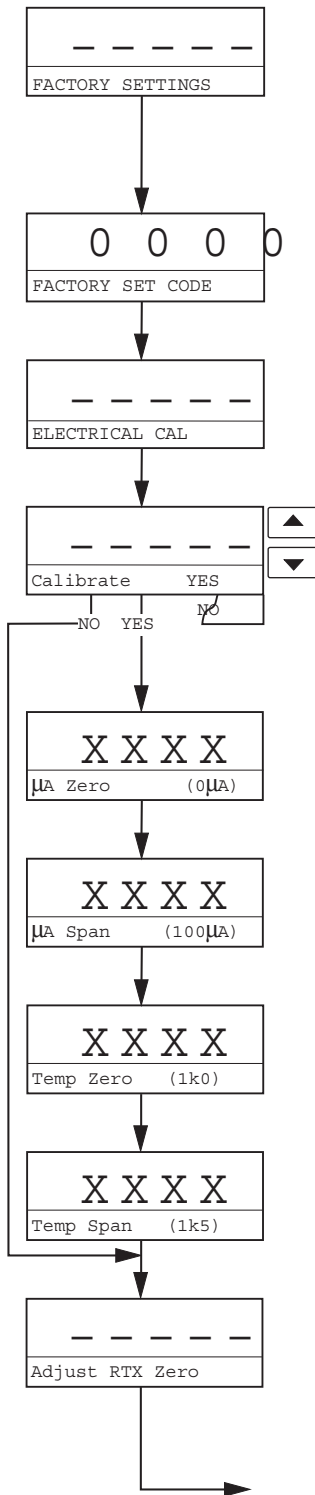 _ _ _ _ _
FACTORY SETTINGS
0 0 0 0
FACTORY SET CODE
_ _ _ _ _
ELECTRICAL CAL
_ _ _ _ _
Calibrate YES
NO
NO YES
X X X X
µA Zero (0µA)
X X X X
µA Span (100µA)
X X X X
Temp Zero (1k0)
X X X X
Temp Span (1k5)
_ _ _ _ _
Adjust RTX Zero